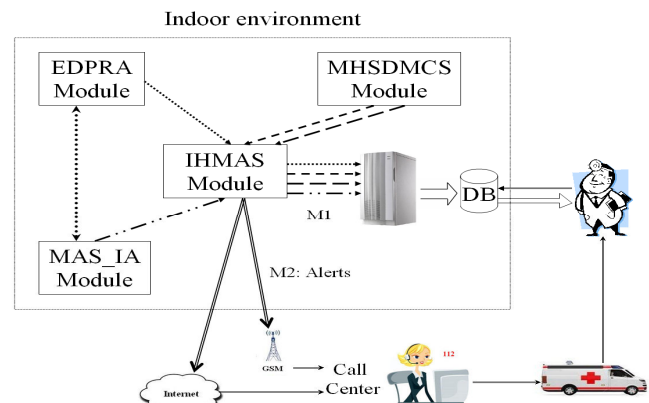 Indoor environment
EDPRA
Module
MHSDMCS
Module
IHMAS
Module
M1
DB
MAS_IA
Module
M2: Alerts
GSM
Call
Center
112
Internet